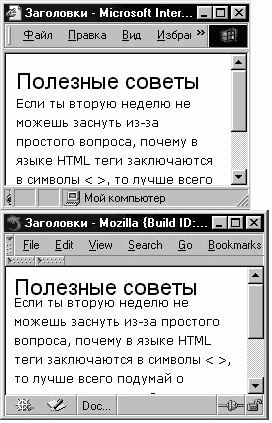 Заголовки - Microsoft Inter...
Файл Правка Вид Избран »
Полезные советы
Если ты вторую неделю не
можешь заснуть из-за
простого вопроса, почему в
языке HTML теги заключаются
в символы < >, то лучше всего
Мой компьютер
Заголовки - Mozilla {Build ID:...
File Edit View Search Go Bookmarks
Полезные советы
Если ты вторую неделю не
можешь заснуть из-за простого
вопроса, почему в языке HTML
теги заключаются в символы < >,
то лучше всего подумай о
Doc...